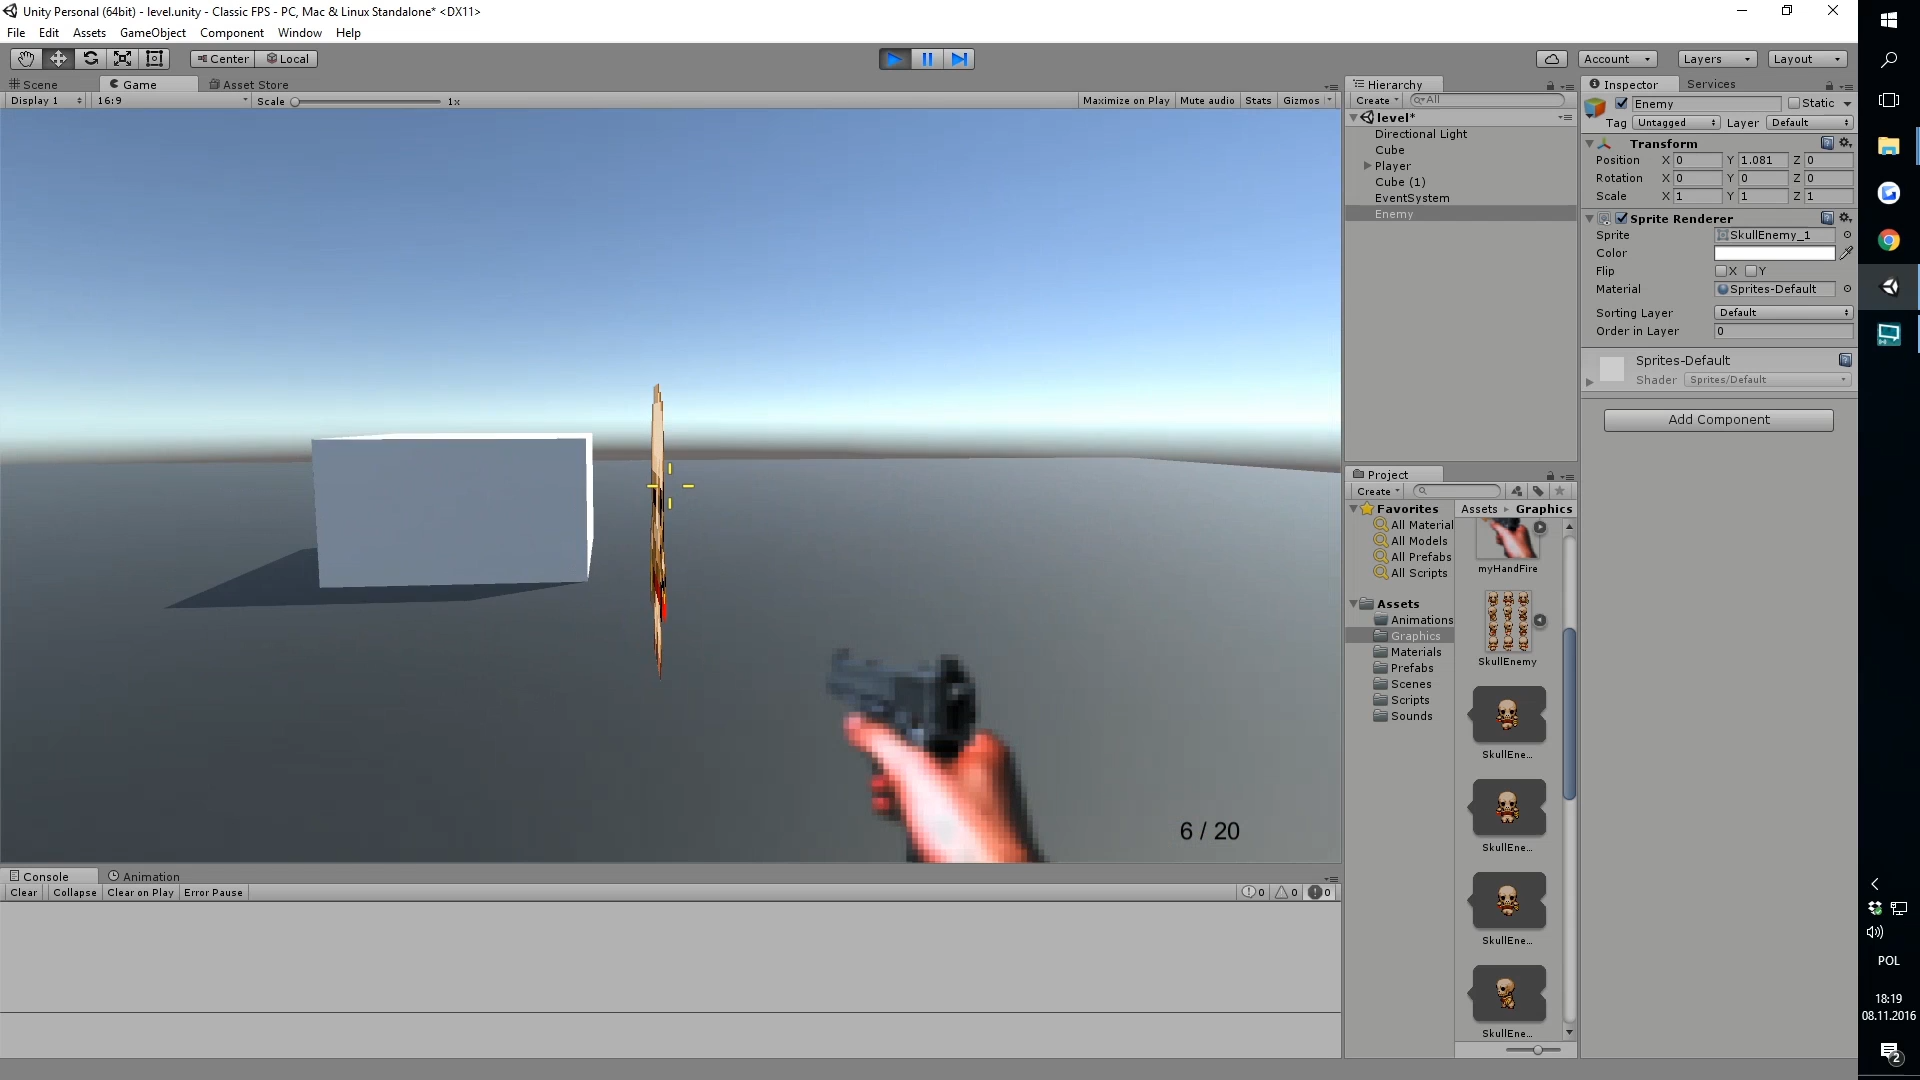 Unity Personal (64bit) - level.unity - Classic FPS - PC, Mac & Linux Standalone* <DX11>
File Edit Assets GameObject Component Window Help
Center Local
Account Layers Layout
Scene Game Asset Store
Display 1 16:9 Scale 1x Maximize on Play Mute audio Stats Gizmos
6 / 20
Console Animation
Clear Collapse Clear on Play Error Pause 0 0 0
Hierarchy
Create All
level*
Directional Light
Cube
Player
Cube (1)
EventSystem
Enemy
Project
Create
Favorites
All Material
All Models
All Prefabs
All Scripts
Assets
Animations
Graphics
Materials
Prefabs
Scenes
Scripts
Sounds
Assets Graphics
myHandFire
SkullEnemy
SkullEne...
SkullEne...
SkullEne...
SkullEne...
Inspector Services
Enemy Static
Tag Untagged Layer Default
Transform
Position X 0 Y 1.081 Z 0
Rotation X 0 Y 0 Z 0
Scale X 1 Y 1 Z 1
Sprite Renderer
Sprite SkullEnemy_1
Color
Flip X Y
Material Sprites-Default
Sorting Layer Default
Order in Layer 0
Sprites-Default
Shader Sprites/Default
Add Component
POL
18:19
08.11.2016
2